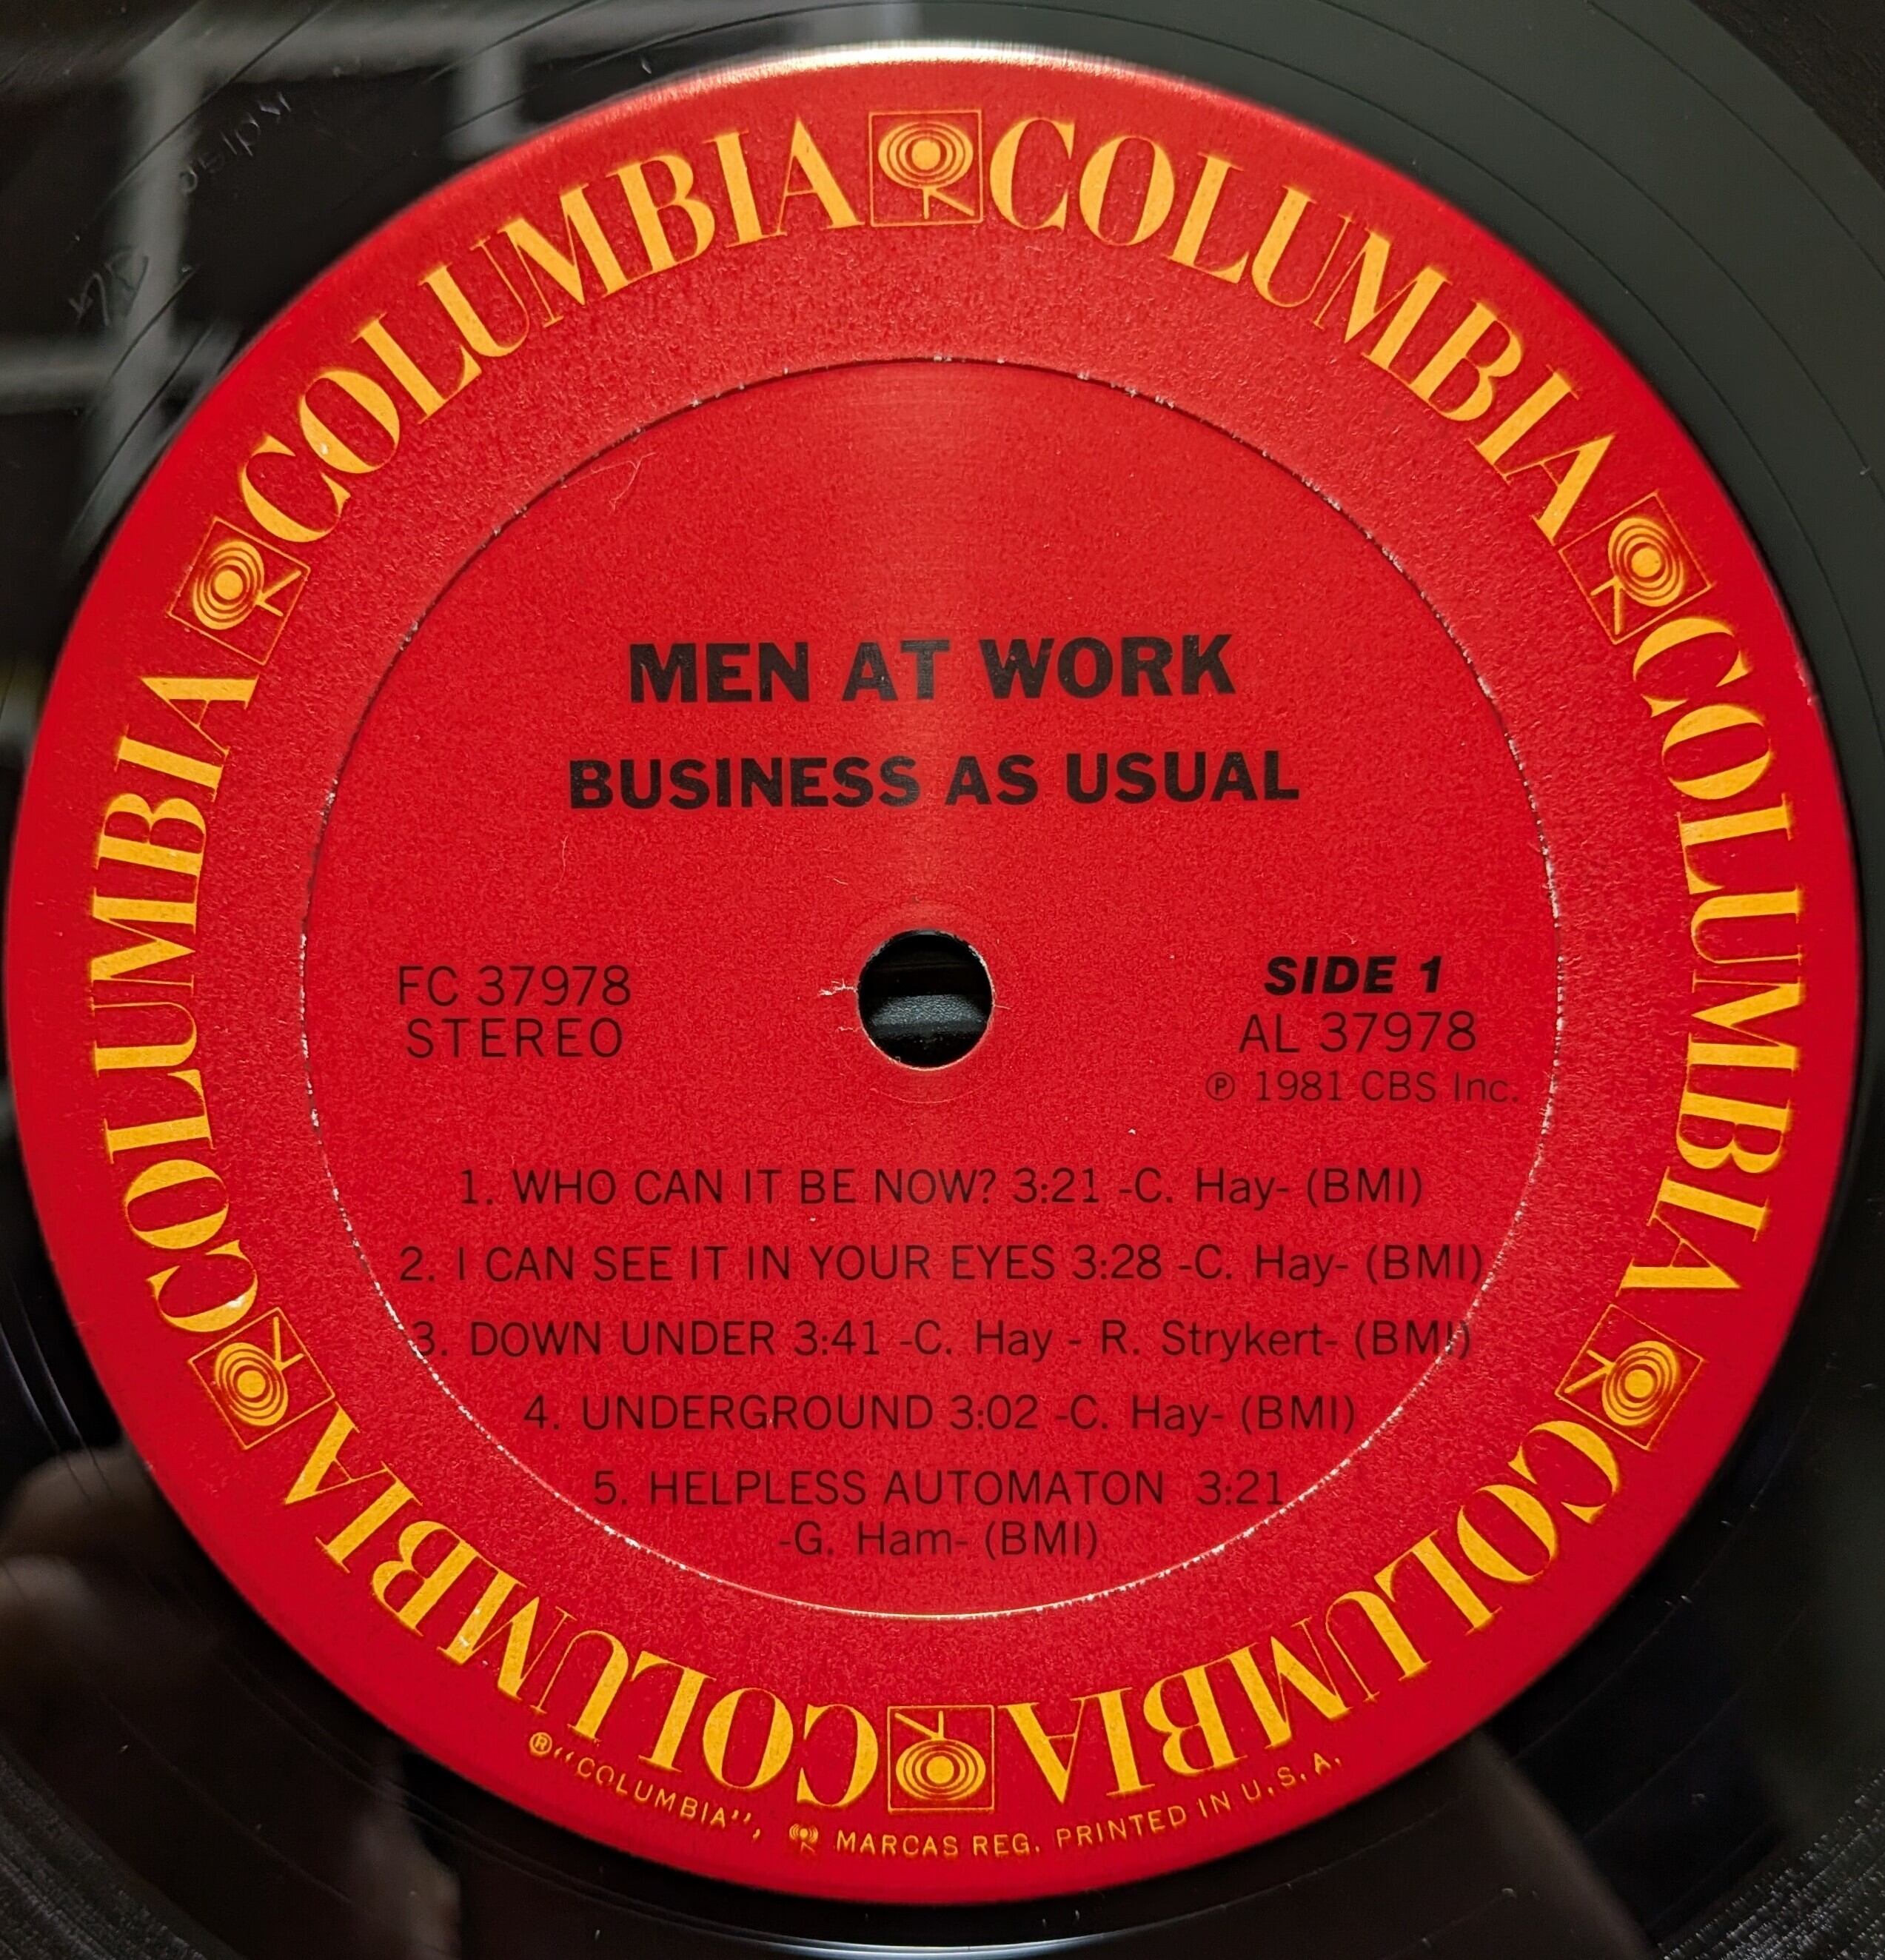 COLUMBIA COLUMBIA COLUMBIA COLUMBIA COLUMBIA COLUMBIA
MEN AT WORK
BUSINESS AS USUAL
FC 37978
STEREO
SIDE 1
AL 37978
℗ 1981 CBS Inc.
1. WHO CAN IT BE NOW? 3:21 -C. Hay- (BMI)
2. I CAN SEE IT IN YOUR EYES 3:28 -C. Hay- (BMI)
3. DOWN UNDER 3:41 -C. Hay - R. Strykert- (BMI)
4. UNDERGROUND 3:02 -C. Hay- (BMI)
5. HELPLESS AUTOMATON 3:21
-G. Ham- (BMI)
®"COLUMBIA", MARCAS REG. PRINTED IN U.S.A.